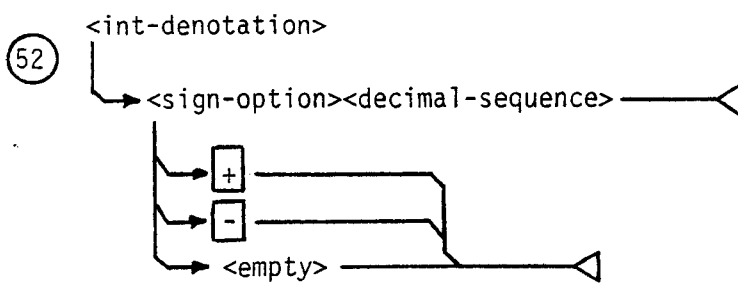 <int-denotation>
52
<sign-option><decimal-sequence>
+
-
<empty>